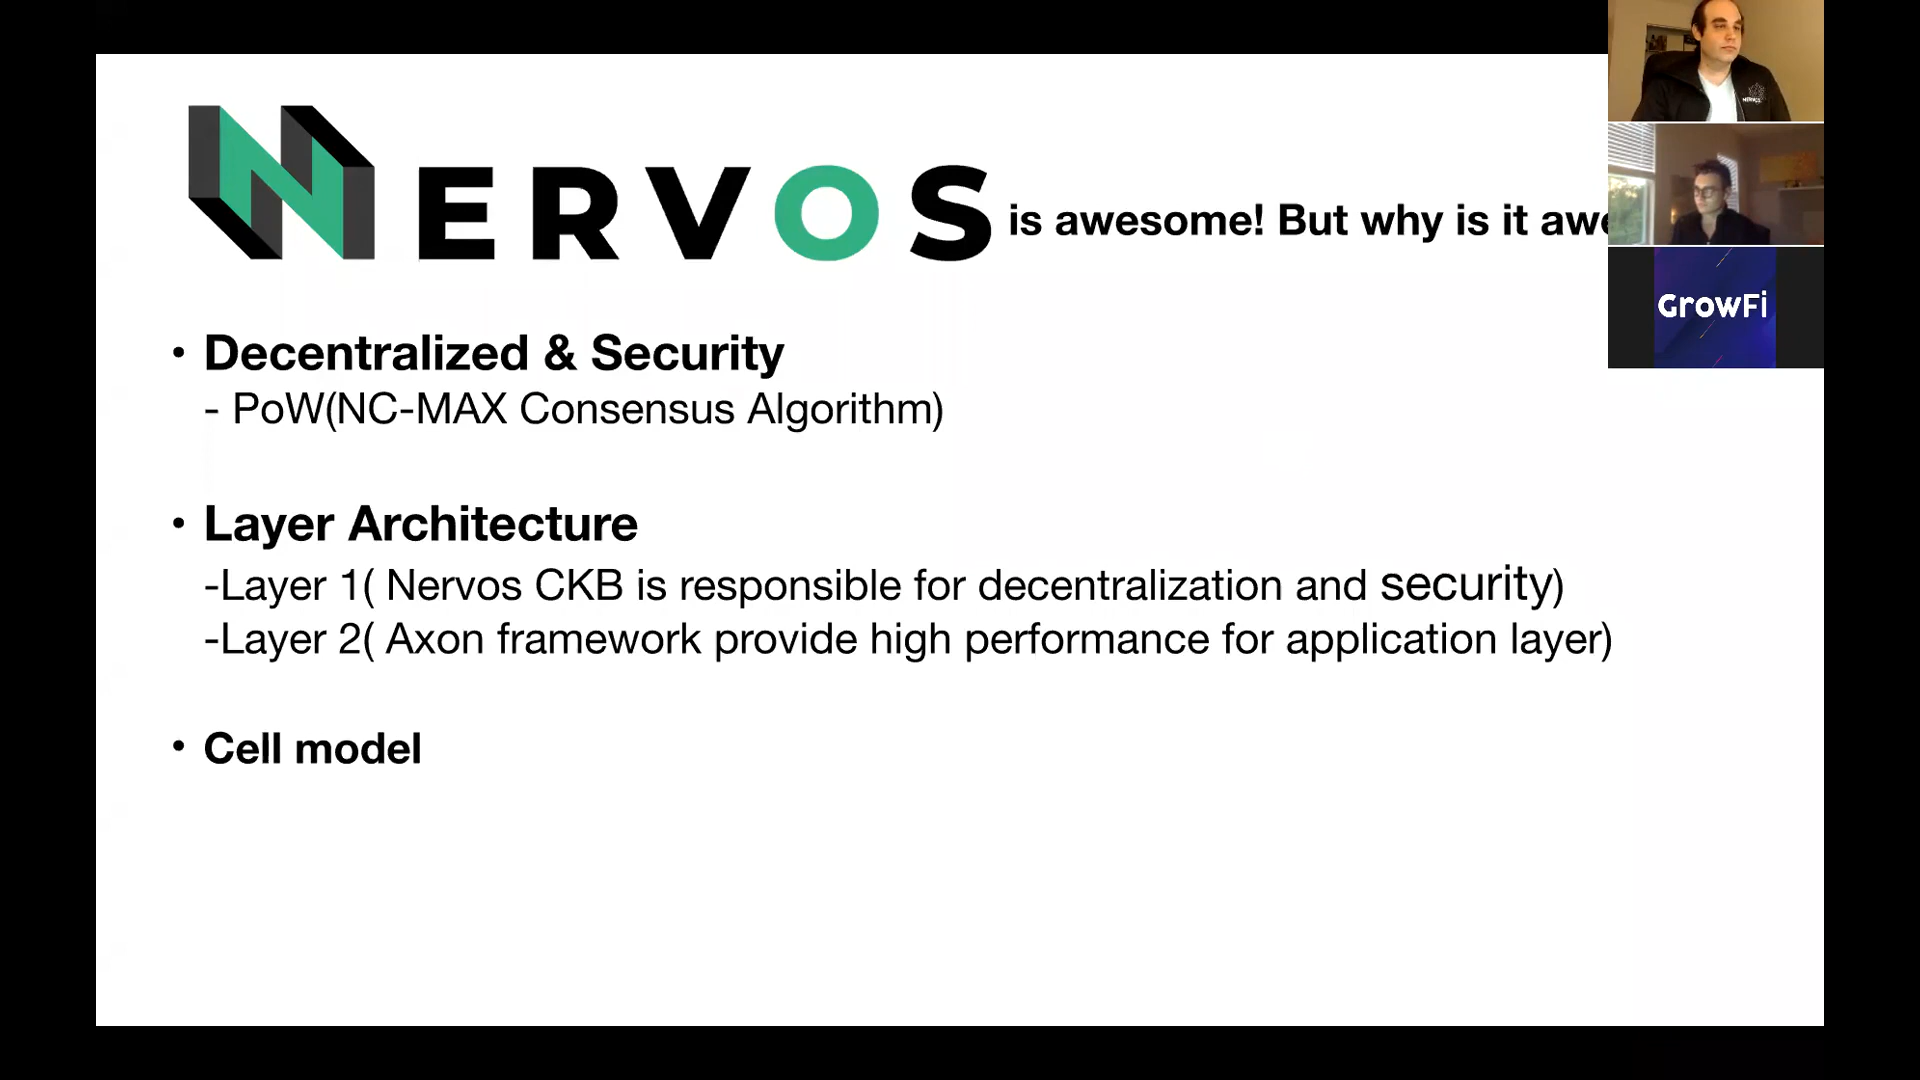 NERVOS is awesome! But why is it
• Decentralized & Security
- PoW(NC-MAX Consensus Algorithm)
• Layer Architecture
-Layer 1( Nervos CKB is responsible for decentralization and security)
-Layer 2( Axon framework provide high performance for application layer)
• Cell model
NERVOS
GrowFi